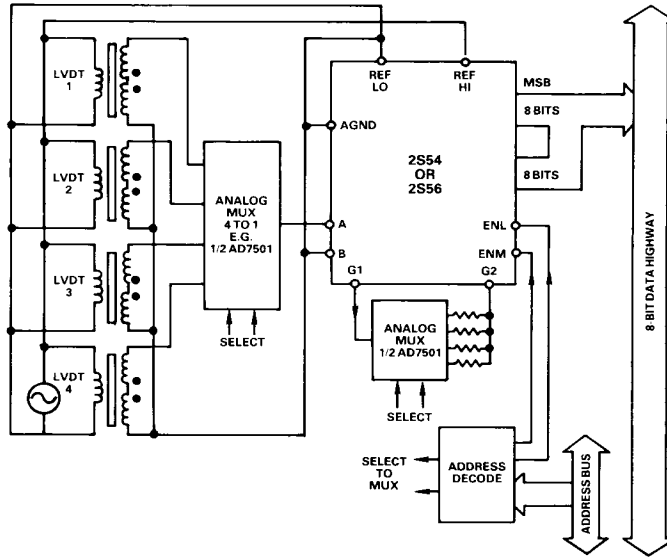 LVDT
1
LVDT
2
LVDT
3
LVDT
4
ANALOG
MUX
4 TO 1
E.G.
1/2 AD7501
SELECT
REF
LO
REF
HI
AGND
A
B
2S54
OR
2S56
MSB
8 BITS
8 BITS
ENL
ENM
G1
G2
ANALOG
MUX
1/2 AD7501
SELECT
SELECT
TO
MUX
ADDRESS
DECODE
ADDRESS BUS
8-BIT DATA HIGHWAY